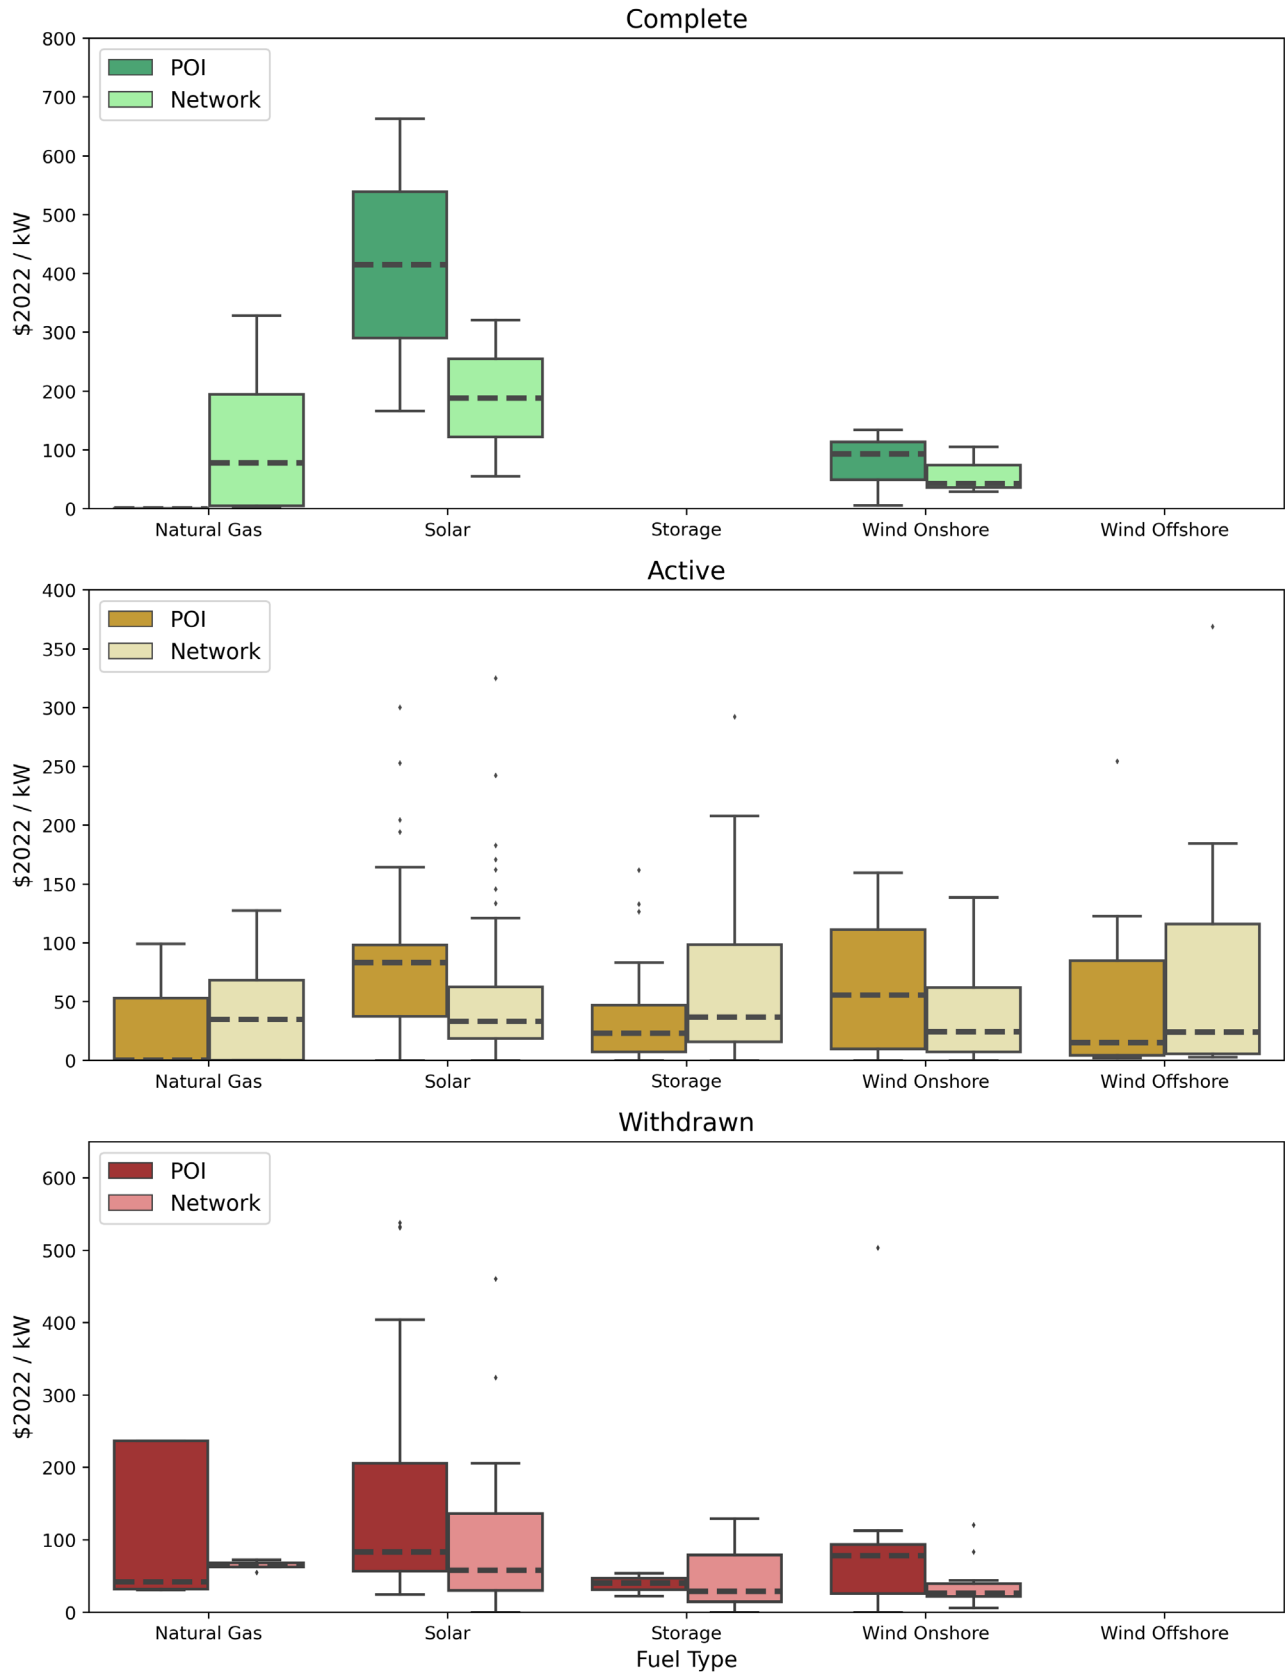 Complete
800
700
600
500
400
300
200
100
0
$2022 / kW
POI
Network
Natural Gas
Solar
Storage
Wind Onshore
Wind Offshore
Active
400
350
300
250
200
150
100
50
0
$2022 / kW
POI
Network
Natural Gas
Solar
Storage
Wind Onshore
Wind Offshore
Withdrawn
600
500
400
300
200
100
0
$2022 / kW
POI
Network
Natural Gas
Solar
Storage
Wind Onshore
Wind Offshore
Fuel Type